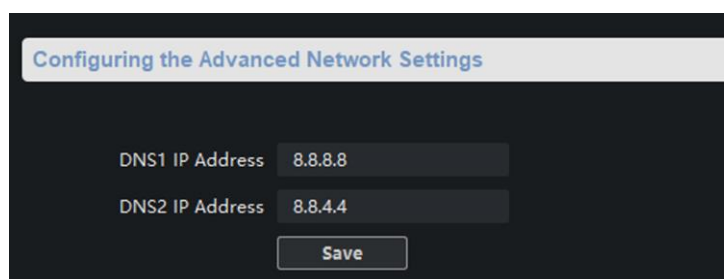 Configuring the Advanced Network Settings
DNS1 IP Address 8.8.8.8
DNS2 IP Address 8.8.4.4
Save